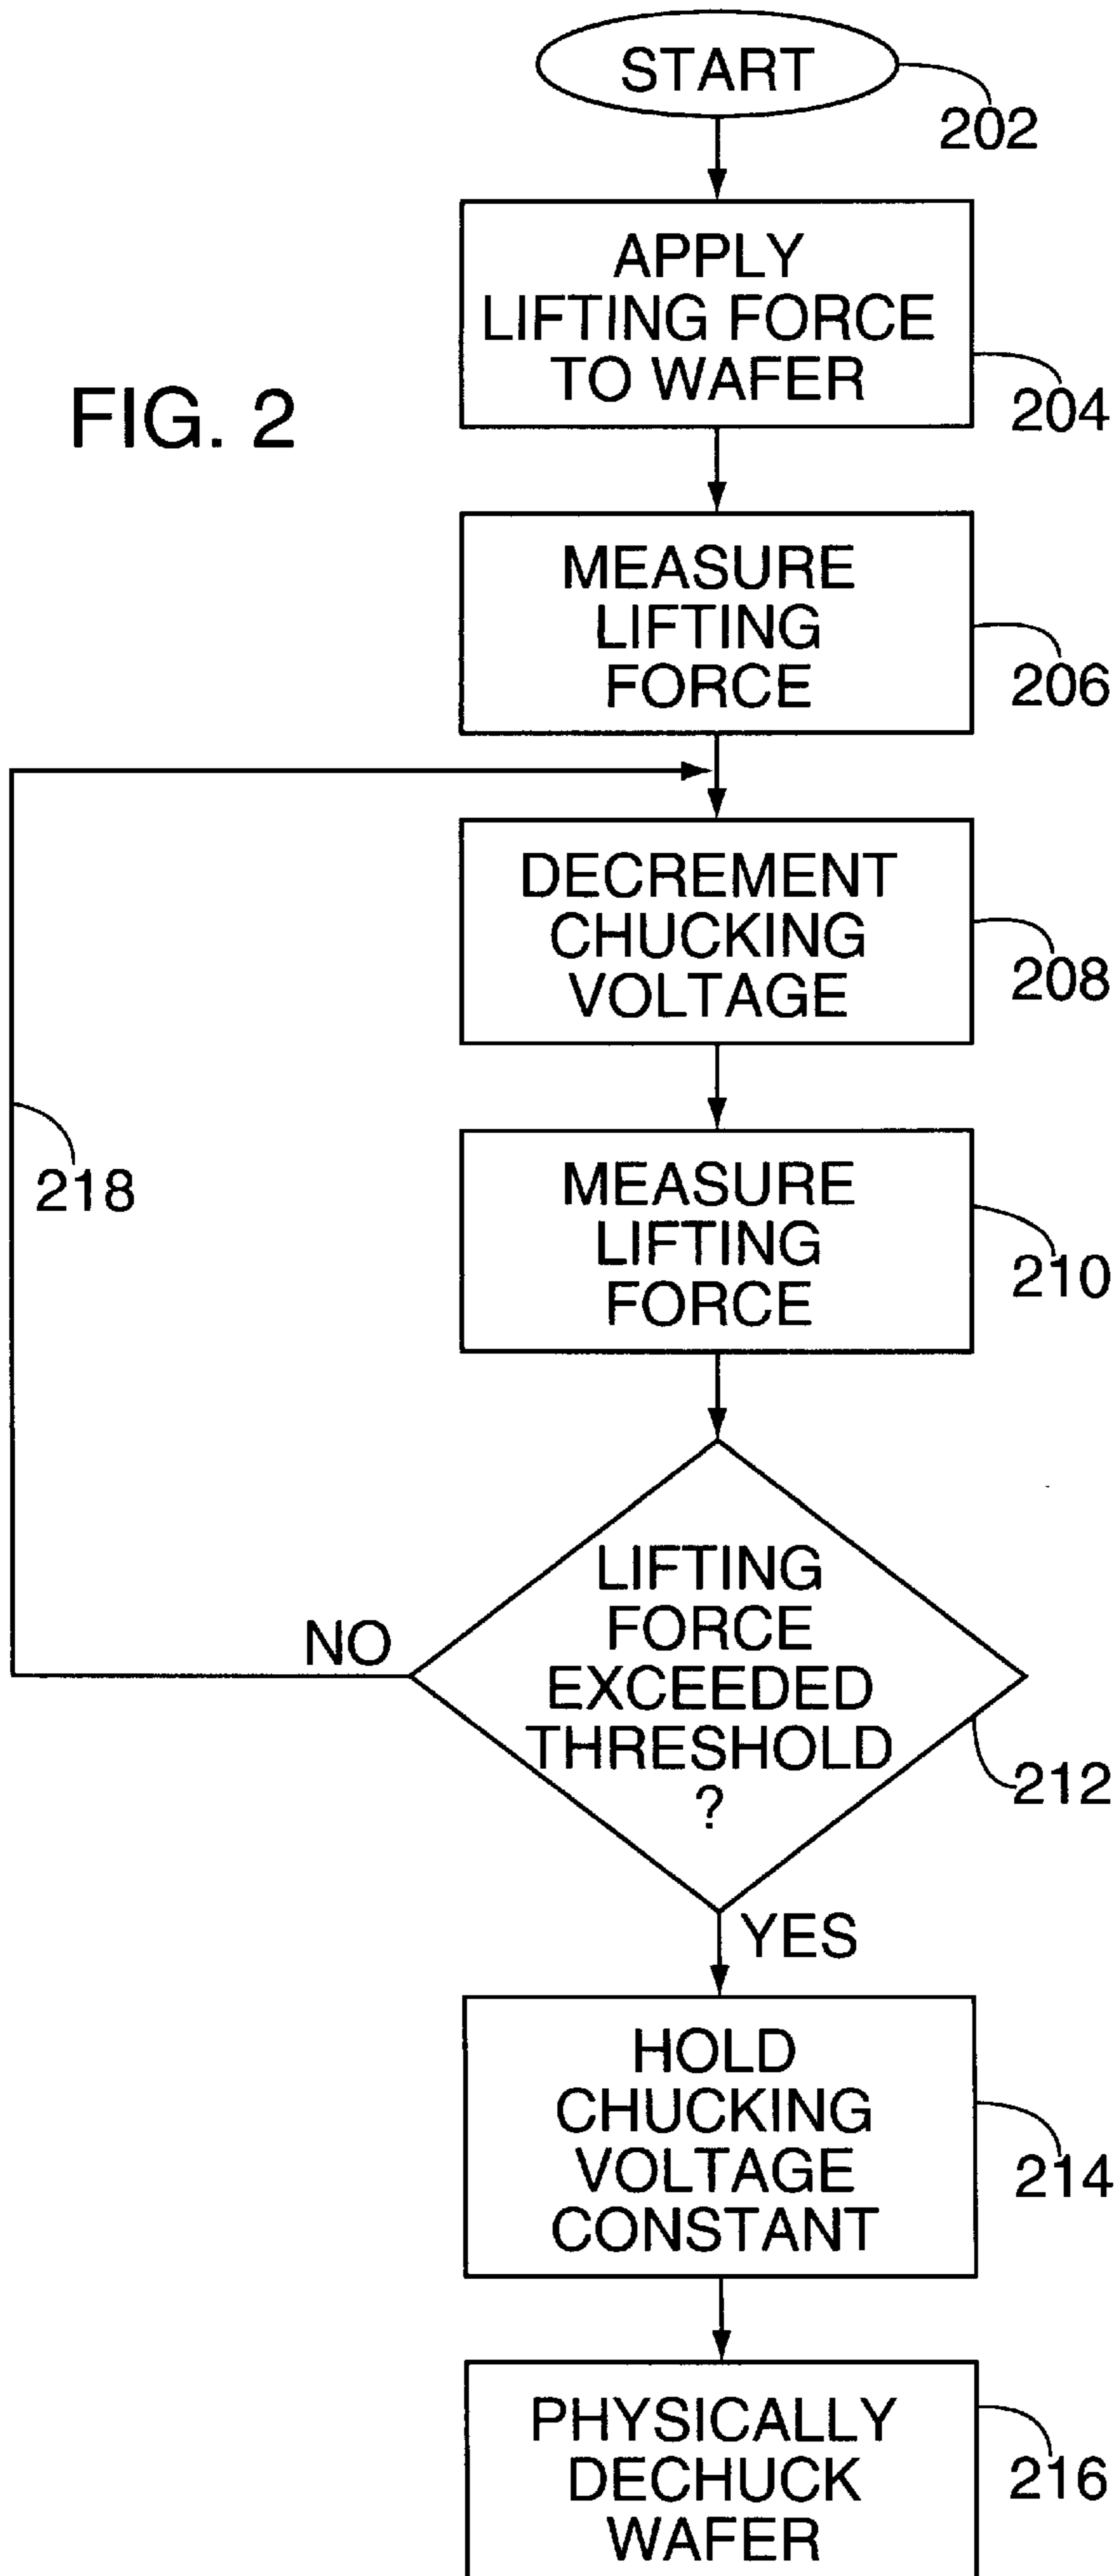 START
202
APPLY
LIFTING FORCE
TO WAFER
204
FIG. 2
MEASURE
LIFTING
FORCE
206
DECREMENT
CHUCKING
VOLTAGE
208
218
MEASURE
LIFTING
FORCE
210
NO
LIFTING
FORCE
EXCEEDED
THRESHOLD
?
212
YES
HOLD
CHUCKING
VOLTAGE
CONSTANT
214
PHYSICALLY
DECHUCK
WAFER
216